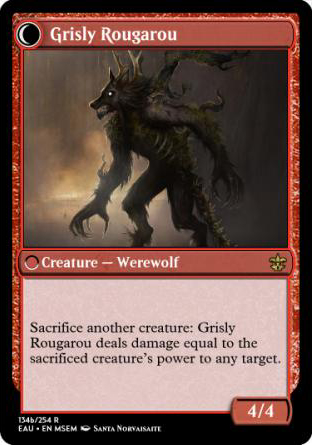 Grisly Rougarou
Creature — Werewolf
Sacrifice another creature: Grisly
Rougarou deals damage equal to the
sacrificed creature's power to any target.
4/4
134b/254 R
EAU • EN MSEM Santa Norvaisaite